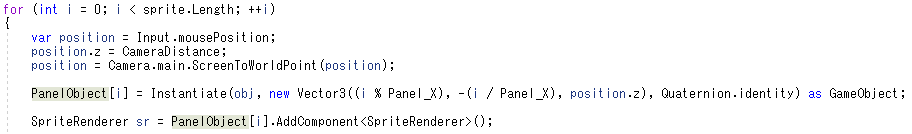 for (int i = 0; i < sprite.Length; ++i)
{
var position = Input.mousePosition;
position.z = CameraDistance;
position = Camera.main.ScreenToWorldPoint(position);
PanelObject[i] = Instantiate(obj, new Vector3((i % Panel_X), -(i / Panel_X), position.z), Quaternion.identity) as GameObject;
SpriteRenderer sr = PanelObject[i].AddComponent<SpriteRenderer>();